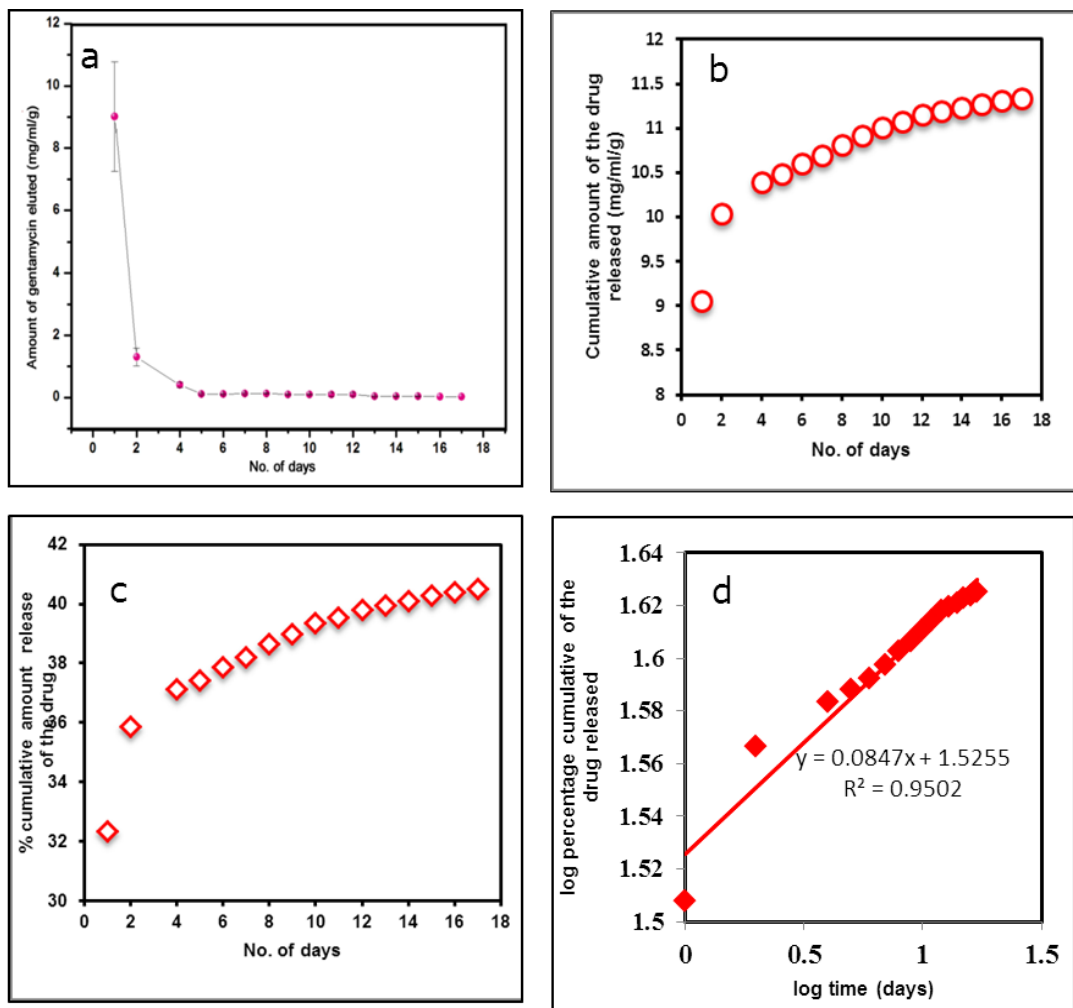 a
Amount of gentamycin eluted (mg/ml/g)
12
10
8
6
4
2
0
0 2 4 6 8 10 12 14 16 18
No. of days
b
Cumulative amount of the drug
released (mg/ml/g)
12
11.5
11
10.5
10
9.5
9
8.5
8
0 2 4 6 8 10 12 14 16 18
No. of days
c
% cumulative amount release
of the drug
42
40
38
36
34
32
30
0 2 4 6 8 10 12 14 16 18
No. of days
d
log percentage cumulative of the
drug released
1.64
1.62
1.6
1.58
1.56
1.54
1.52
1.5
y = 0.0847x + 1.5255
R² = 0.9502
0 0.5 1 1.5
log time (days)